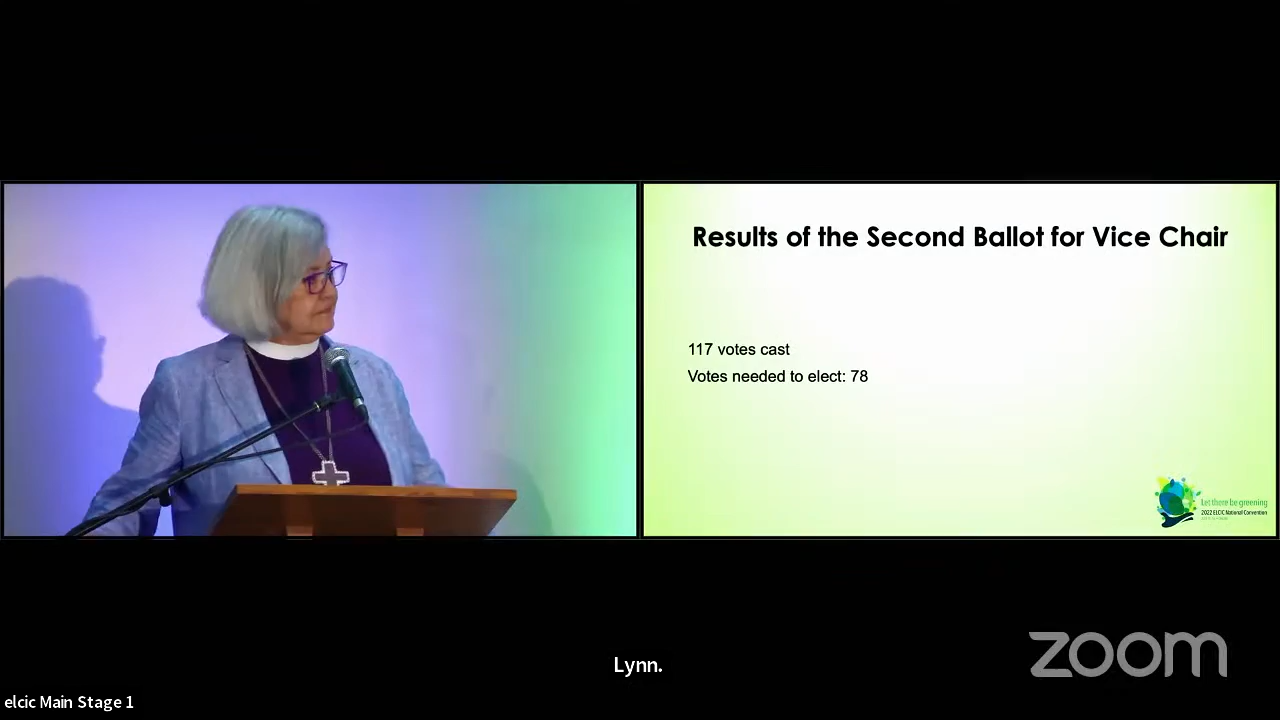 Results of the Second Ballot for Vice Chair
117 votes cast
Votes needed to elect: 78
Let there be greening
2022 ELCIC National Convention
Lynn.
zoom
elcic Main Stage 1